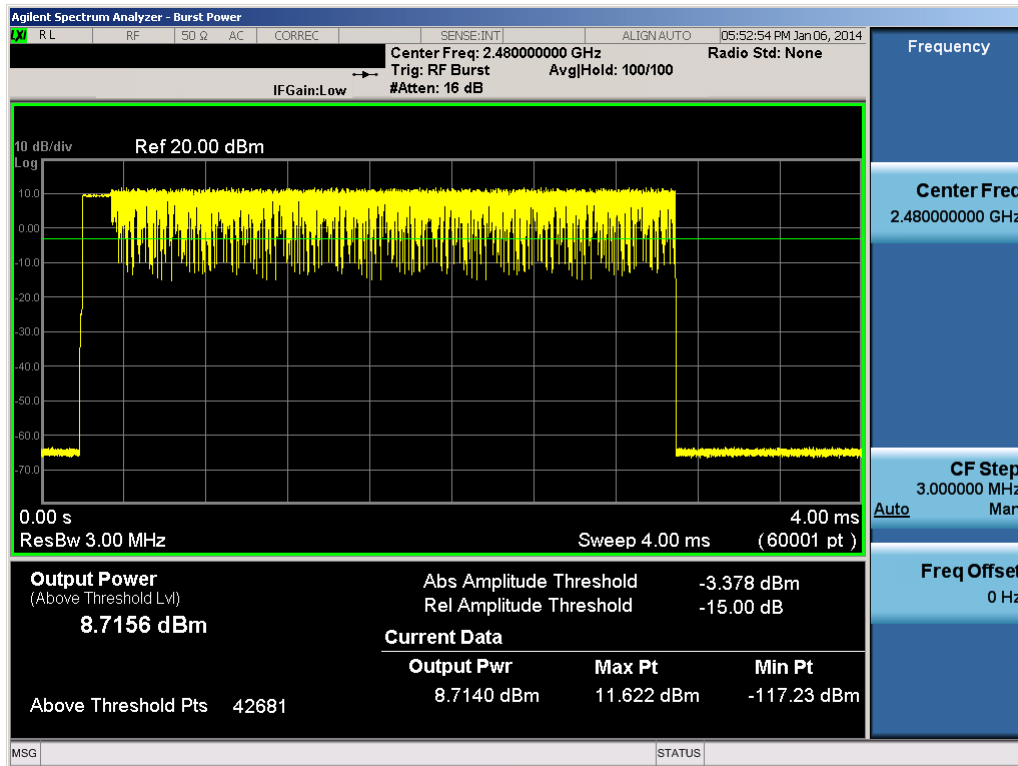 Agilent Spectrum Analyzer - Burst Power
LXI RL RF 50 Ω AC CORREC SENSE:INT ALIGN AUTO 05:52:54 PM Jan 06, 2014
Center Freq: 2.480000000 GHz Radio Std: None
Trig: RF Burst Avg|Hold: 100/100
IFGain:Low #Atten: 16 dB
10 dB/div Ref 20.00 dBm
Log
10.0
0.00
-10.0
-20.0
-30.0
-40.0
-50.0
-60.0
-70.0
0.00 s 4.00 ms
ResBw 3.00 MHz Sweep 4.00 ms (60001 pt)
Output Power
(Above Threshold Lvl)
8.7156 dBm
Above Threshold Pts 42681
Abs Amplitude Threshold -3.378 dBm
Rel Amplitude Threshold -15.00 dB
Current Data
Output Pwr Max Pt Min Pt
8.7140 dBm 11.622 dBm -117.23 dBm
Frequency
Center Freq
2.480000000 GHz
CF Step
3.000000 MHz
Auto Man
Freq Offset
0 Hz
MSG STATUS